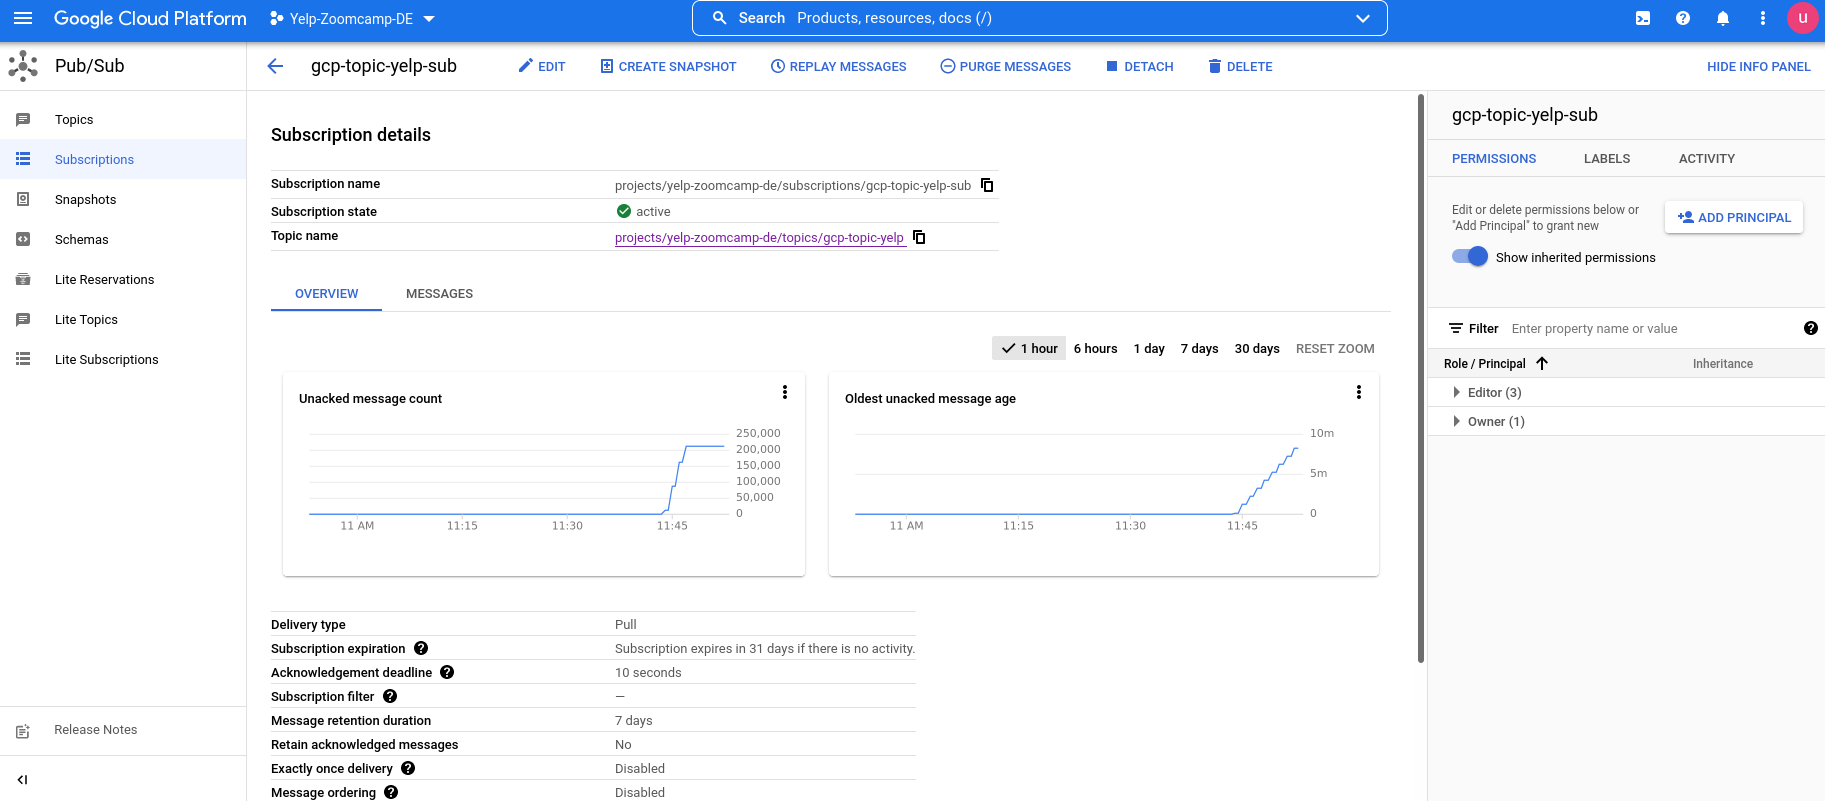 Google Cloud Platform
Yelp-Zoomcamp-DE
Search Products, resources, docs (/)
u
Pub/Sub
gcp-topic-yelp-sub
EDIT
CREATE SNAPSHOT
REPLAY MESSAGES
PURGE MESSAGES
DETACH
DELETE
HIDE INFO PANEL
Topics
Subscriptions
Snapshots
Schemas
Lite Reservations
Lite Topics
Lite Subscriptions
Release Notes
Subscription details
Subscription name projects/yelp-zoomcamp-de/subscriptions/gcp-topic-yelp-sub
Subscription state active
Topic name projects/yelp-zoomcamp-de/topics/gcp-topic-yelp
OVERVIEW MESSAGES
1 hour 6 hours 1 day 7 days 30 days RESET ZOOM
Unacked message count
250,000
200,000
150,000
100,000
50,000
0
11 AM 11:15 11:30 11:45
Oldest unacked message age
10m
5m
0
11 AM 11:15 11:30 11:45
Delivery type Pull
Subscription expiration ? Subscription expires in 31 days if there is no activity.
Acknowledgement deadline ? 10 seconds
Subscription filter ? —
Message retention duration 7 days
Retain acknowledged messages No
Exactly once delivery ? Disabled
Message ordering ? Disabled
gcp-topic-yelp-sub
PERMISSIONS LABELS ACTIVITY
Edit or delete permissions below or
"Add Principal" to grant new
ADD PRINCIPAL
Show inherited permissions
Filter Enter property name or value ?
Role / Principal Inheritance
Editor (3)
Owner (1)